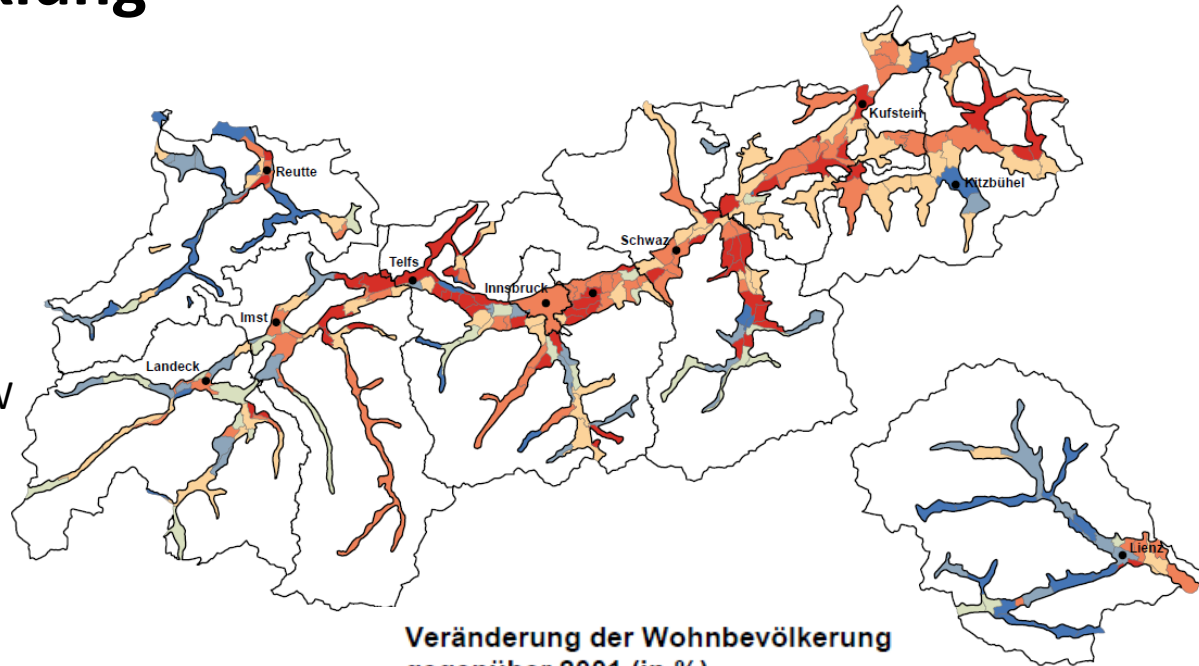 Kufstein
Reutte
Kitzbühel
Schwaz
Telfs
Innsbruck
Imst
Landeck
Lienz
Veränderung der Wohnbevölkerung